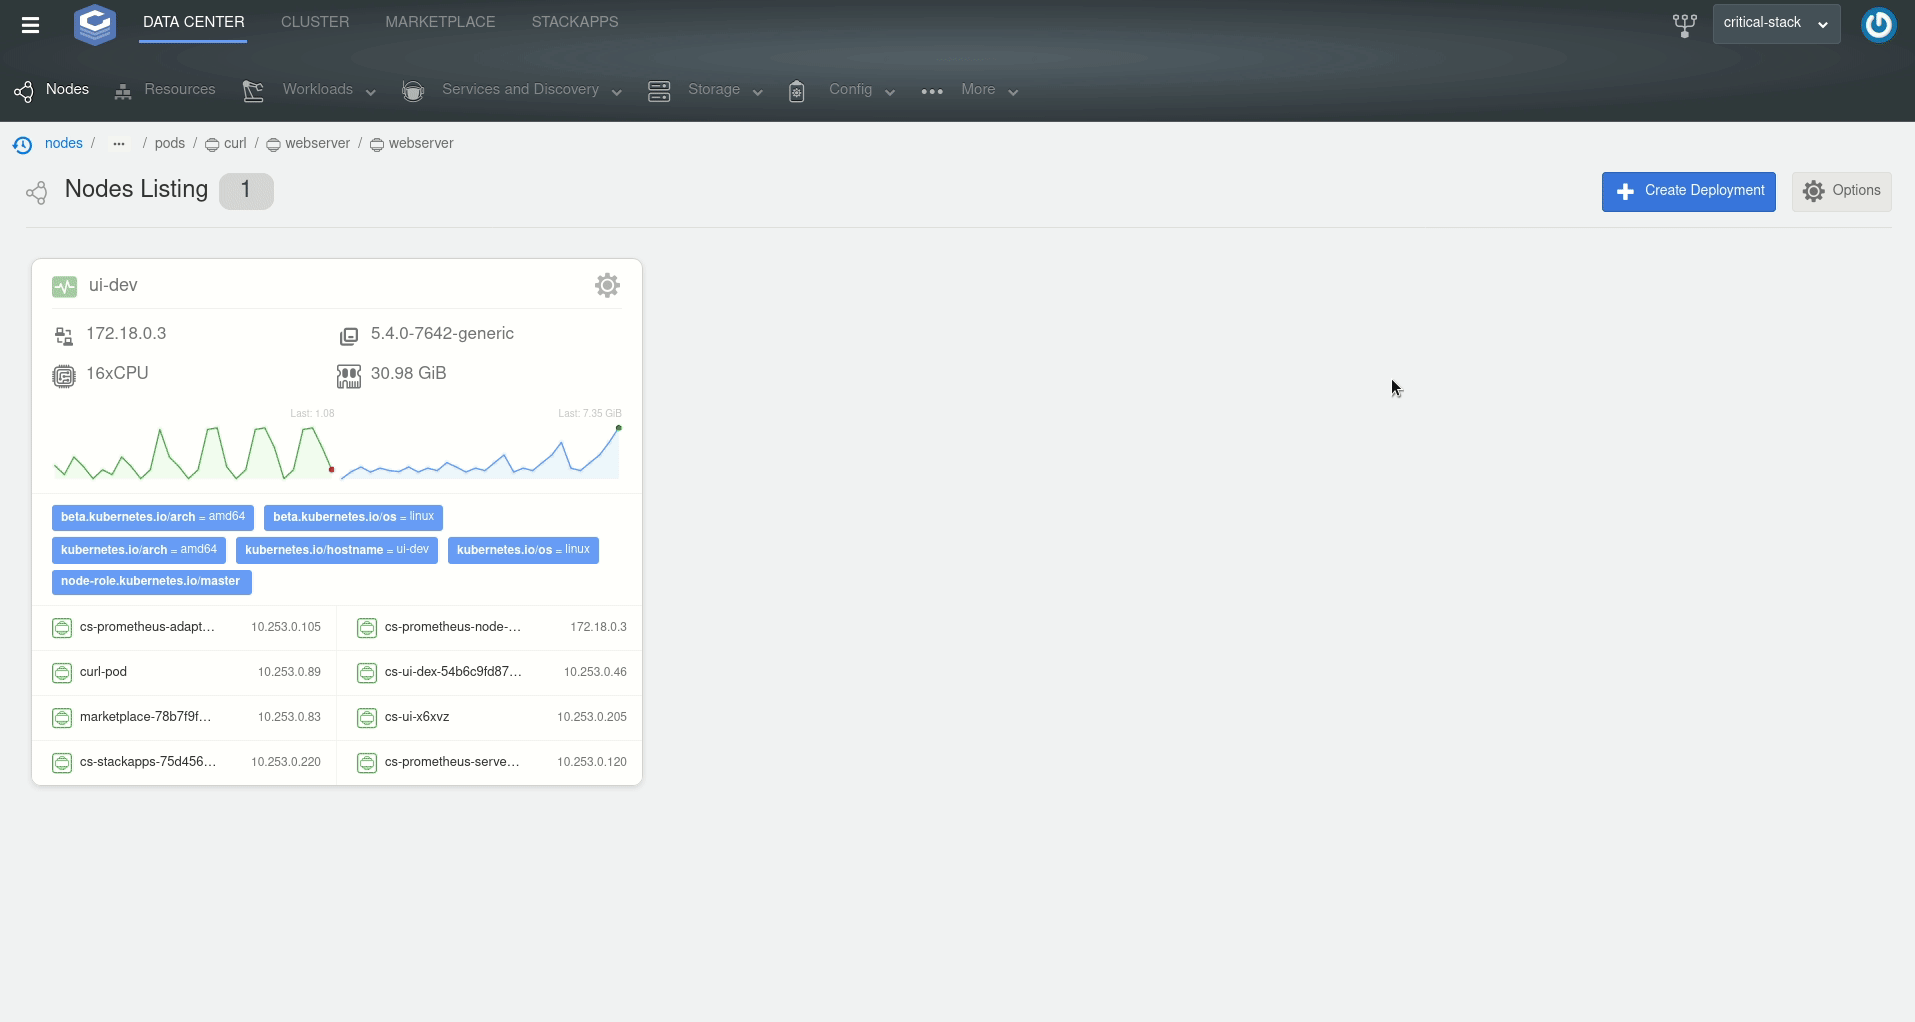 DATA CENTER CLUSTER MARKETPLACE STACKAPPS critical-stack
Nodes Resources Workloads Services and Discovery Storage Config More
nodes / ... / pods / curl / webserver / webserver
Nodes Listing 1 Create Deployment Options
ui-dev
172.18.0.3 5.4.0-7642-generic
16xCPU 30.98 GiB
Last: 1.08 Last: 7.35 GiB
beta.kubernetes.io/arch = amd64 beta.kubernetes.io/os = linux
kubernetes.io/arch = amd64 kubernetes.io/hostname = ui-dev kubernetes.io/os = linux
node-role.kubernetes.io/master
cs-prometheus-adapt... 10.253.0.105 cs-prometheus-node-... 172.18.0.3
curl-pod 10.253.0.89 cs-ui-dex-54b6c9fd87... 10.253.0.46
marketplace-78b7f9f... 10.253.0.83 cs-ui-x6xvz 10.253.0.205
cs-stackapps-75d456... 10.253.0.220 cs-prometheus-serve... 10.253.0.120